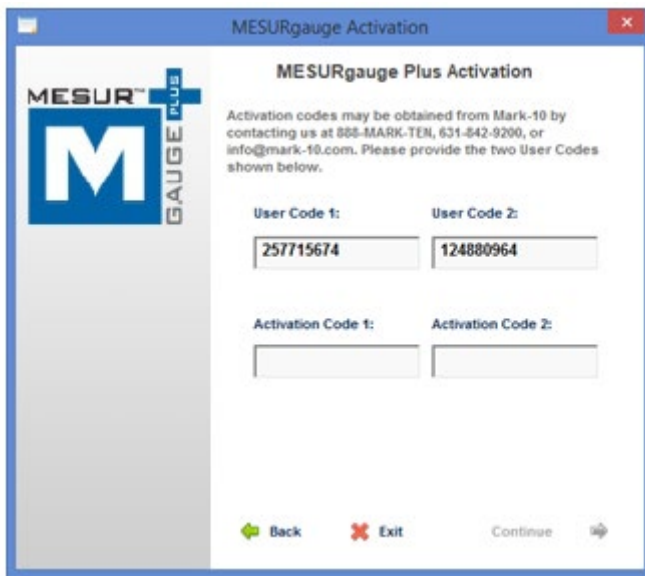 MESURgauge Activation
MESUR™
PLUS
M
GAUGE
MESURgauge Plus Activation
Activation codes may be obtained from Mark-10 by
contacting us at 888-MARK-TEN, 631-842-9200, or
info@mark-10.com. Please provide the two User Codes
shown below.
User Code 1: User Code 2:
257715674 124880964
Activation Code 1: Activation Code 2:
Back Exit Continue